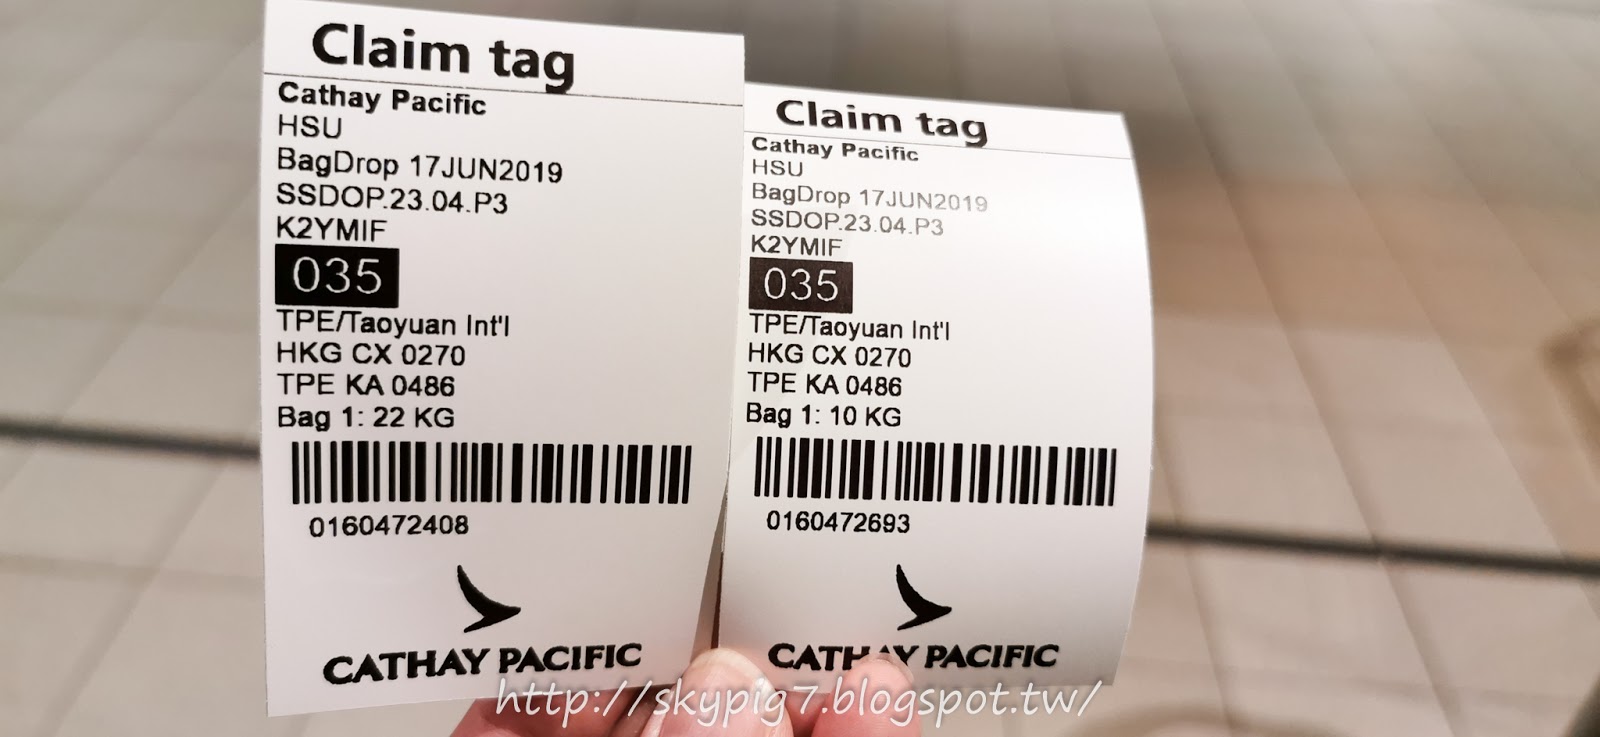 Claim tag
Cathay Pacific
HSU
BagDrop 17JUN2019
SSDOP.23.04.P3
K2YMIF
035
TPE/Taoyuan Int'l
HKG CX 0270
TPE KA 0486
Bag 1: 22 KG
0160472408
CATHAY PACIFIC
Claim tag
Cathay Pacific
HSU
BagDrop 17JUN2019
SSDOP.23.04.P3
K2YMIF
035
TPE/Taoyuan Int'l
HKG CX 0270
TPE KA 0486
Bag 1: 10 KG
0160472693
CATHAY PACIFIC
http://skypig7.blogspot.tw/